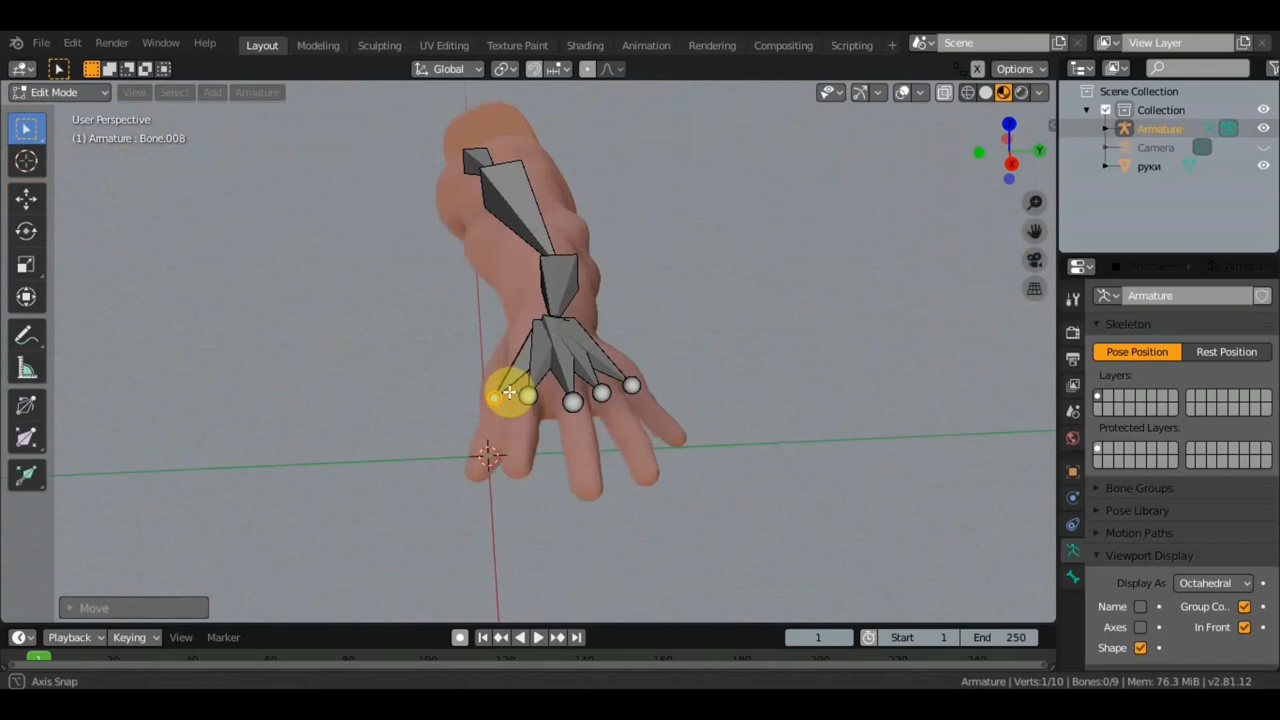 File Edit Render Window Help Layout Modeling Sculpting UV Editing Texture Paint Shading Animation Rendering Compositing Scripting + Scene View Layer
Global X Options
Edit Mode View Select Add Armature
User Perspective
(1) Armature : Bone.008
Z
Y
X
Scene Collection
Collection
Armature
Camera
руки
Armature
Skeleton
Pose Position Rest Position
Layers:
Protected Layers:
Bone Groups
Pose Library
Motion Paths
Viewport Display
Display As Octahedral
Name Group Co..
Axes In Front
Shape
Move
Playback Keying View Marker 1 Start 1 End 250
1
Axis Snap Armature | Verts:1/10 | Bones:0/9 | Mem: 76.3 MiB | v2.81.12